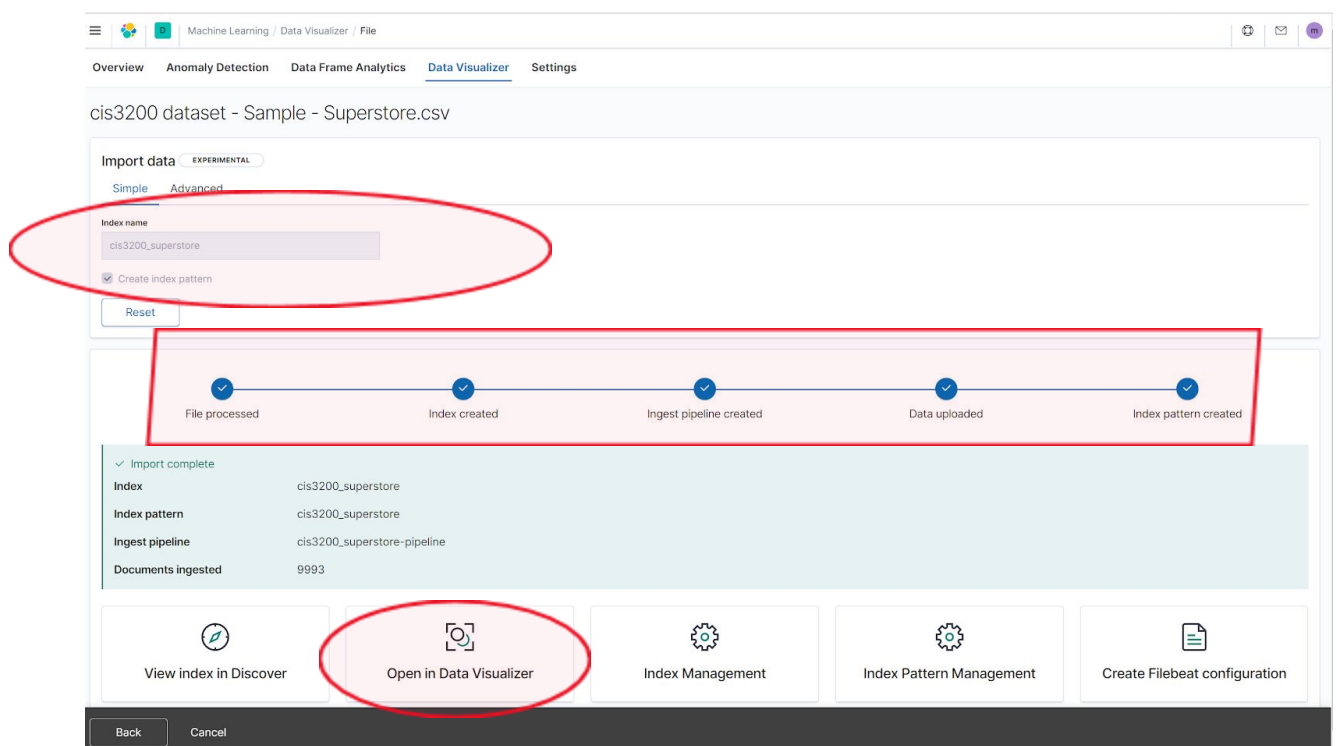 D Machine Learning / Data Visualizer / File m
Overview Anomaly Detection Data Frame Analytics Data Visualizer Settings
cis3200 dataset - Sample - Superstore.csv
Import data EXPERIMENTAL
Simple Advanced
Index name
cis3200_superstore
Create index pattern
Reset
File processed Index created Ingest pipeline created Data uploaded Index pattern created
Import complete
Index cis3200_superstore
Index pattern cis3200_superstore
Ingest pipeline cis3200_superstore-pipeline
Documents ingested 9993
View index in Discover Open in Data Visualizer Index Management Index Pattern Management Create Filebeat configuration
Back Cancel